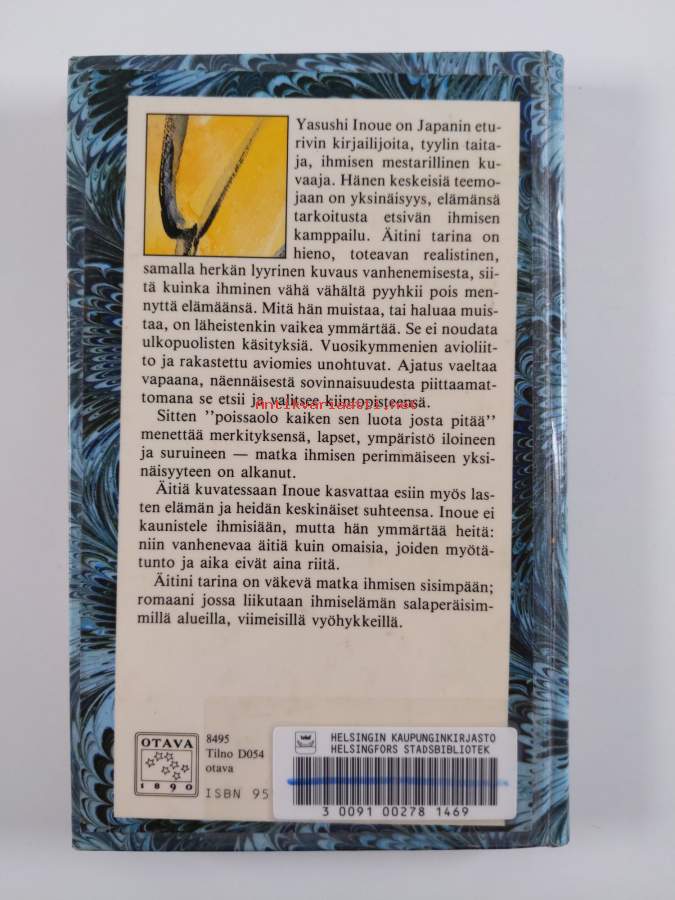 Yasushi Inoue on Japanin etu-
rivin kirjailijoita, tyylin taita-
ja, ihmisen mestarillinen ku-
vaaja. Hänen keskeisiä teemo-
jaan on yksinäisyys, elämänsä
tarkoitusta etsivän ihmisen
kamppailu. Äitini tarina on
hieno, toteavan realistinen,
samalla herkän lyyrinen kuvaus vanhenemisesta, sii-
tä kuinka ihminen vähä vähältä pyyhkii pois men-
nyttä elämäänsä. Mitä hän muistaa, tai haluaa muis-
taa, on läheistenkin vaikea ymmärtää. Se ei noudata
ulkopuolisten käsityksiä. Vuosikymmenien avioliit-
to ja rakastettu aviomies unohtuvat. Ajatus vaeltaa
vapaana, näennäisestä sovinnaisuudesta piittaamat-
tomana se etsii ja valitsee kiintopisteensä.
Antikvariaatti.net
Sitten "poissaolo kaiken sen luota josta pitää"
menettää merkityksensä, lapset, ympäristö iloineen
ja suruineen — matka ihmisen perimmäiseen yksi-
näisyyteen on alkanut.
Äitiä kuvatessaan Inoue kasvattaa esiin myös las-
ten elämän ja heidän keskinäiset suhteensa. Inoue ei
kaunistele ihmisiään, mutta hän ymmärtää heitä:
niin vanhenevaa äitiä kuin omaisia, joiden myötä-
tunto ja aika eivät aina riitä.
Äitini tarina on väkevä matka ihmisen sisimpään;
romaani jossa liikutaan ihmiselämän salaperäisim-
millä alueilla, viimeisillä vyöhykkeillä.
OTAVA
1890
8495
Tilno D054
otava
ISBN 95
HELSINGIN KAUPUNGINKIRJASTO
HELSINGFORS STADSBIBLIOTEK
3 0091 00278 1469